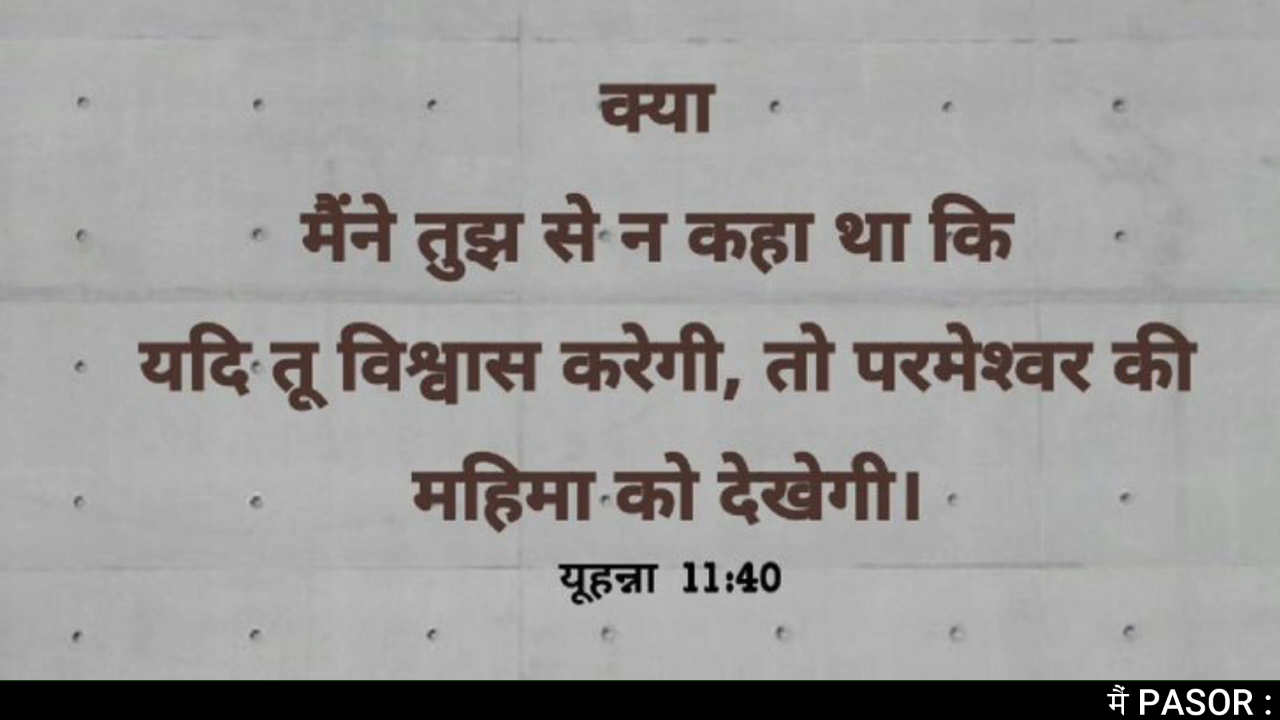 क्या
मैंने तुझ से न कहा था कि
यदि तू विश्वास करेगी, तो परमेश्वर की
महिमा को देखेगी।
यूहन्ना 11:40
में PASOR :